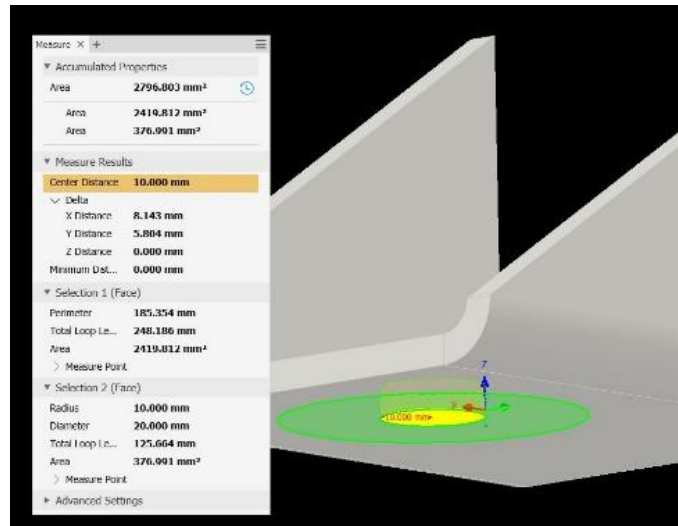 Measure × +
Accumulated Properties
Area 2796.803 mm²
Area 2419.812 mm²
Area 376.991 mm²
Measure Results
Center Distance 10.000 mm
Delta
X Distance 8.143 mm
Y Distance 5.804 mm
Z Distance 0.000 mm
Minimum Dist... 0.000 mm
Selection 1 (Face)
Perimeter 185.354 mm
Total Loop Le... 248.186 mm
Area 2419.812 mm²
Measure Point
Selection 2 (Face)
Radius 10.000 mm
Diameter 20.000 mm
Total Loop Le... 125.664 mm
Area 376.991 mm²
Measure Point
Advanced Settings
Z
10.000 mm